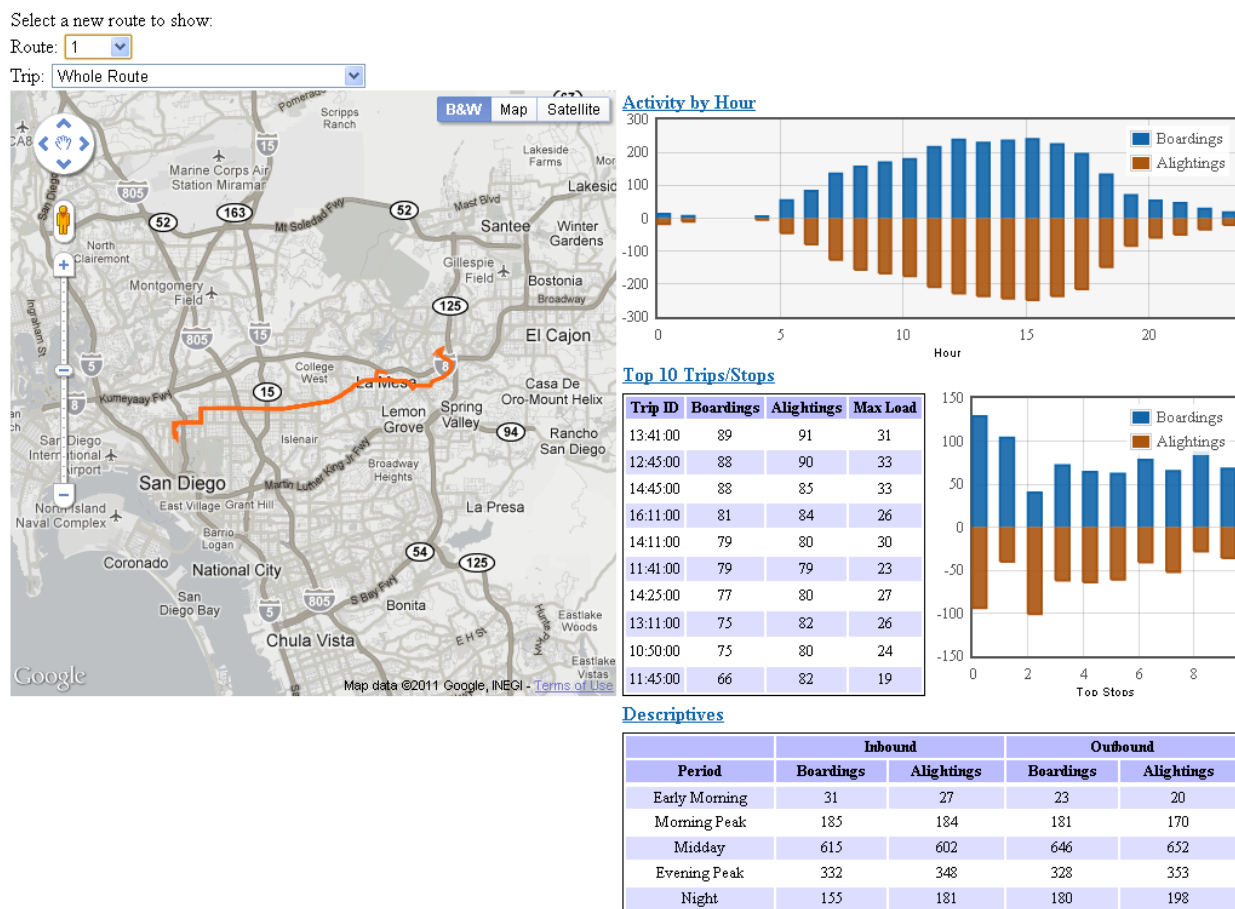 Select a new route to show:
Route: 1
Trip: Whole Route
B&W Map Satellite
Scripps
Ranch
CA8
15
Marine Corps Air
Station Miramar
Lakeside
Farms
805
52
163
Mt Soledad Fwy
52
Mast Blvd
Santee
Winter
Gardens
San Diego
North
Clairemont
Gillespie
Field
Bostonia
Montgomery
Field
Broadway
125
Ingraham St
805
15
El Cajon
5
College
West
La Mesa
8
8
Kumeyaay Fwy
15
Casa De
Oro-Mount Helix
Lemon
Grove
Spring
Valley
94
Rancho
San Diego
Islenair
San Diego
International
Airport
Martin Luther King Jr Fwy
Broadway
Heights
San Diego
East Village
Grant Hill
North Island
Naval Complex
La Presa
Barrio
Logan
54
125
Coronado
National City
San
Diego Bay
5
805
S Bay Fwy
Bonita
Eastlake
Woods
Chula Vista
E H St
Eastlake
Vistas
Google
Map data ©2011 Google, INEGI - Terms of Use
Activity by Hour
300
200
100
0
-100
-200
-300
Boardings
Alightings
0 5 10 15 20
Hour
Top 10 Trips/Stops
Trip ID Boardings Alightings Max Load
13:41:00 89 91 31
12:45:00 88 90 33
14:45:00 88 85 33
16:11:00 81 84 26
14:11:00 79 80 30
11:41:00 79 79 23
14:25:00 77 80 27
13:11:00 75 82 26
10:50:00 75 80 24
11:45:00 66 82 19
150
100
50
0
-50
-100
-150
Boardings
Alightings
0 2 4 6 8
Top Stops
Descriptives
Inbound Outbound
Period Boardings Alightings Boardings Alightings
Early Morning 31 27 23 20
Morning Peak 185 184 181 170
Midday 615 602 646 652
Evening Peak 332 348 328 353
Night 155 181 180 198